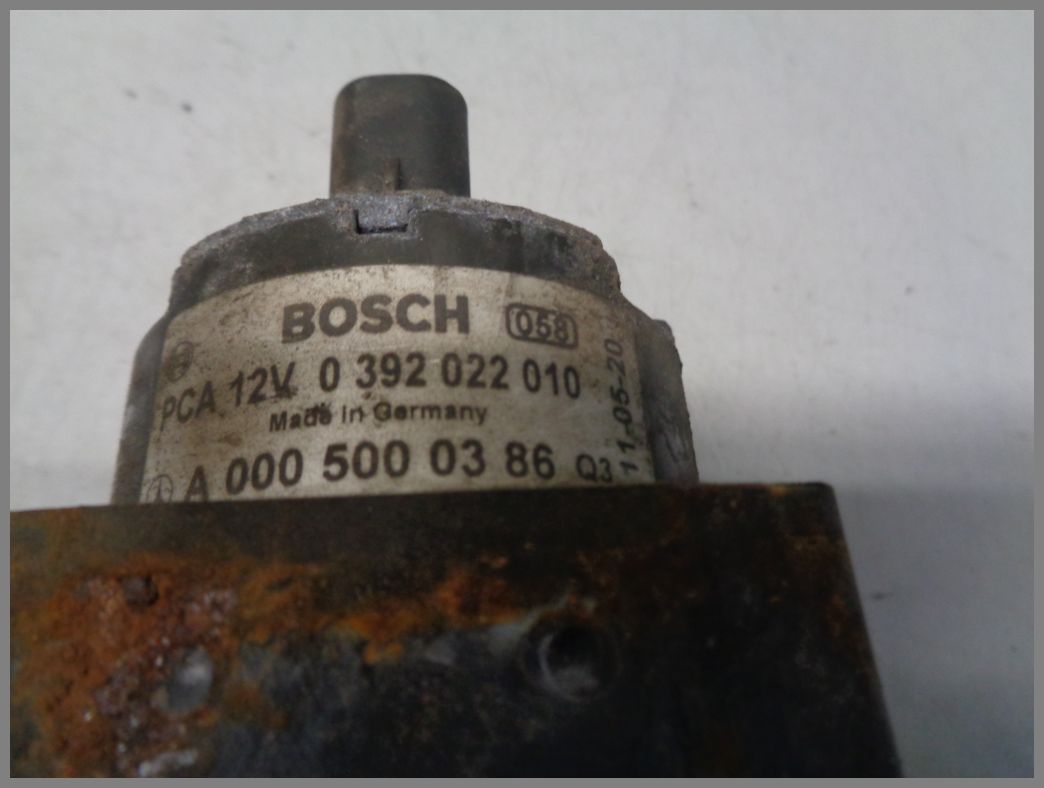 BOSCH 058
PCA 12V 0 392 022 010
Made in Germany
A 000 500 03 86 Q3
11-05-20